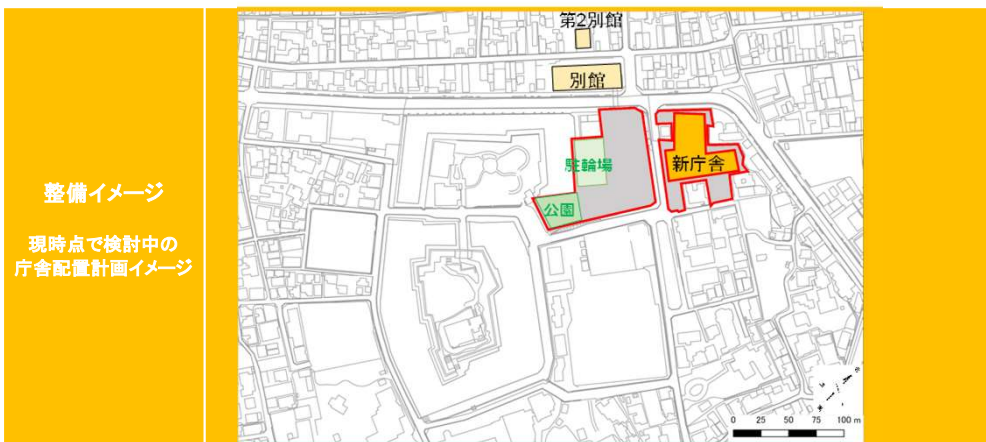 整備イメージ
現時点で検討中の
庁舎配置計画イメージ
第2別館
別館
駐輪場
新庁舎
公園
0 25 50 75 100 m